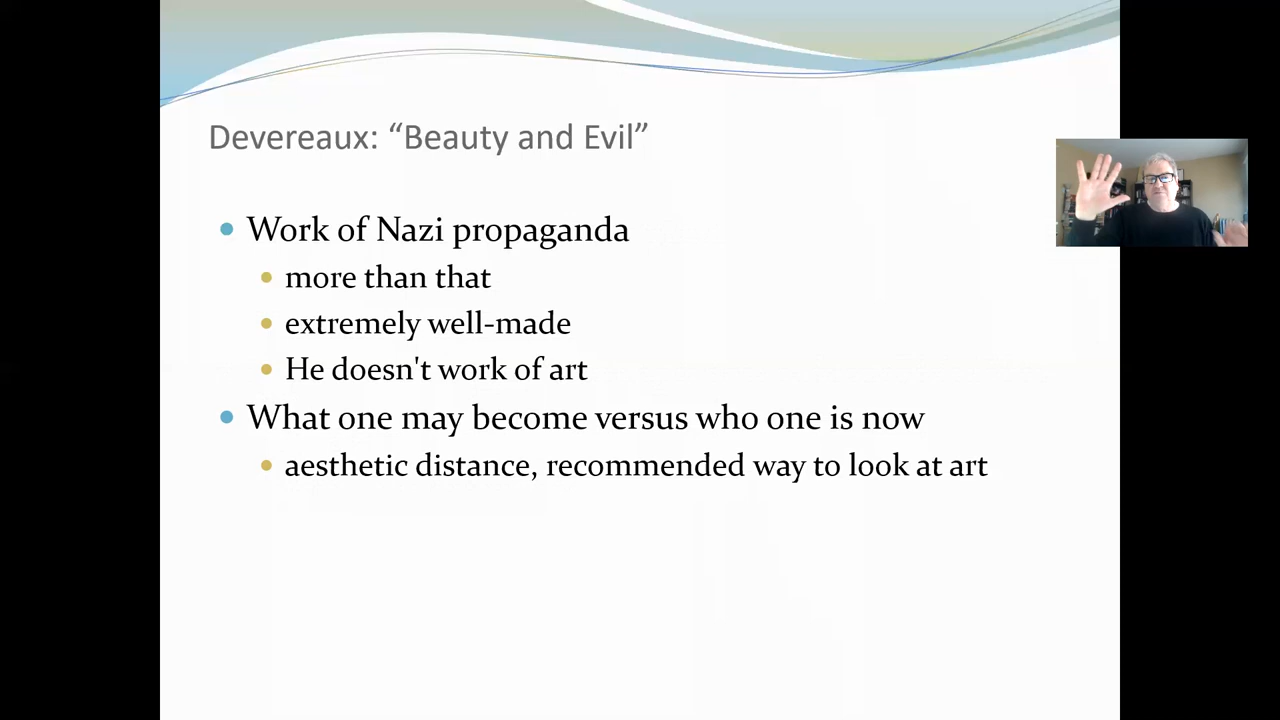 Devereaux: “Beauty and Evil”
Work of Nazi propaganda
more than that
extremely well-made
He doesn't work of art
What one may become versus who one is now
aesthetic distance, recommended way to look at art